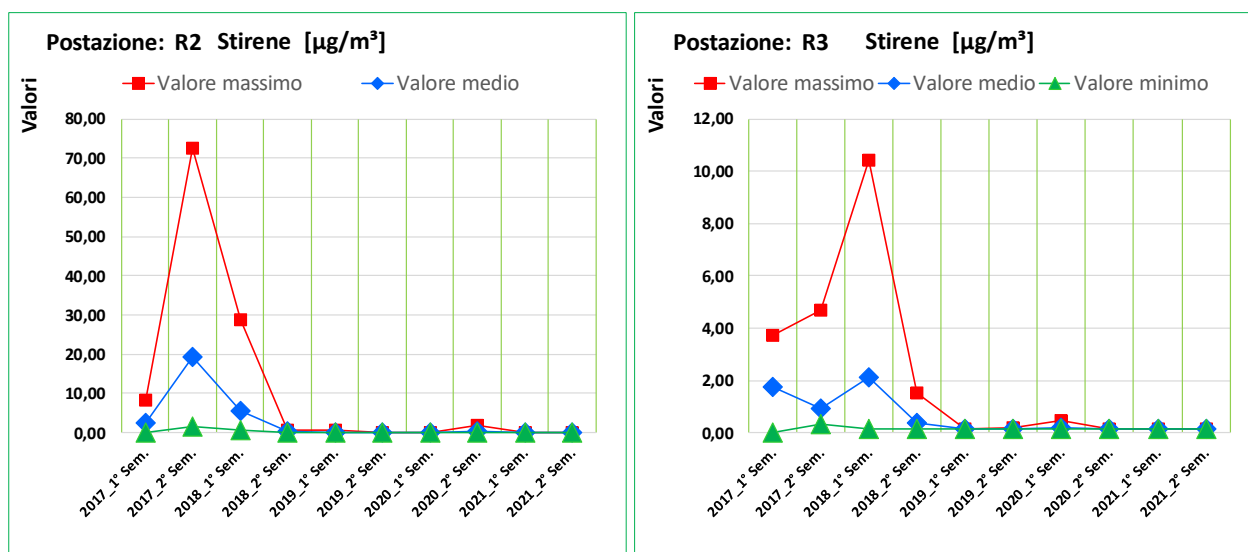 Postazione: R2 Stirene [µg/m³]
Valore massimo Valore medio
Valori
80,00
70,00
60,00
50,00
40,00
30,00
20,00
10,00
0,00
2017_1° Sem.
2017_2° Sem.
2018_1° Sem.
2018_2° Sem.
2019_1° Sem.
2019_2° Sem.
2020_1° Sem.
2020_2° Sem.
2021_1° Sem.
2021_2° Sem.
Postazione: R3 Stirene [µg/m³]
Valore massimo Valore medio Valore minimo
Valori
12,00
10,00
8,00
6,00
4,00
2,00
0,00
2017_1° Sem.
2017_2° Sem.
2018_1° Sem.
2018_2° Sem.
2019_1° Sem.
2019_2° Sem.
2020_1° Sem.
2020_2° Sem.
2021_1° Sem.
2021_2° Sem.